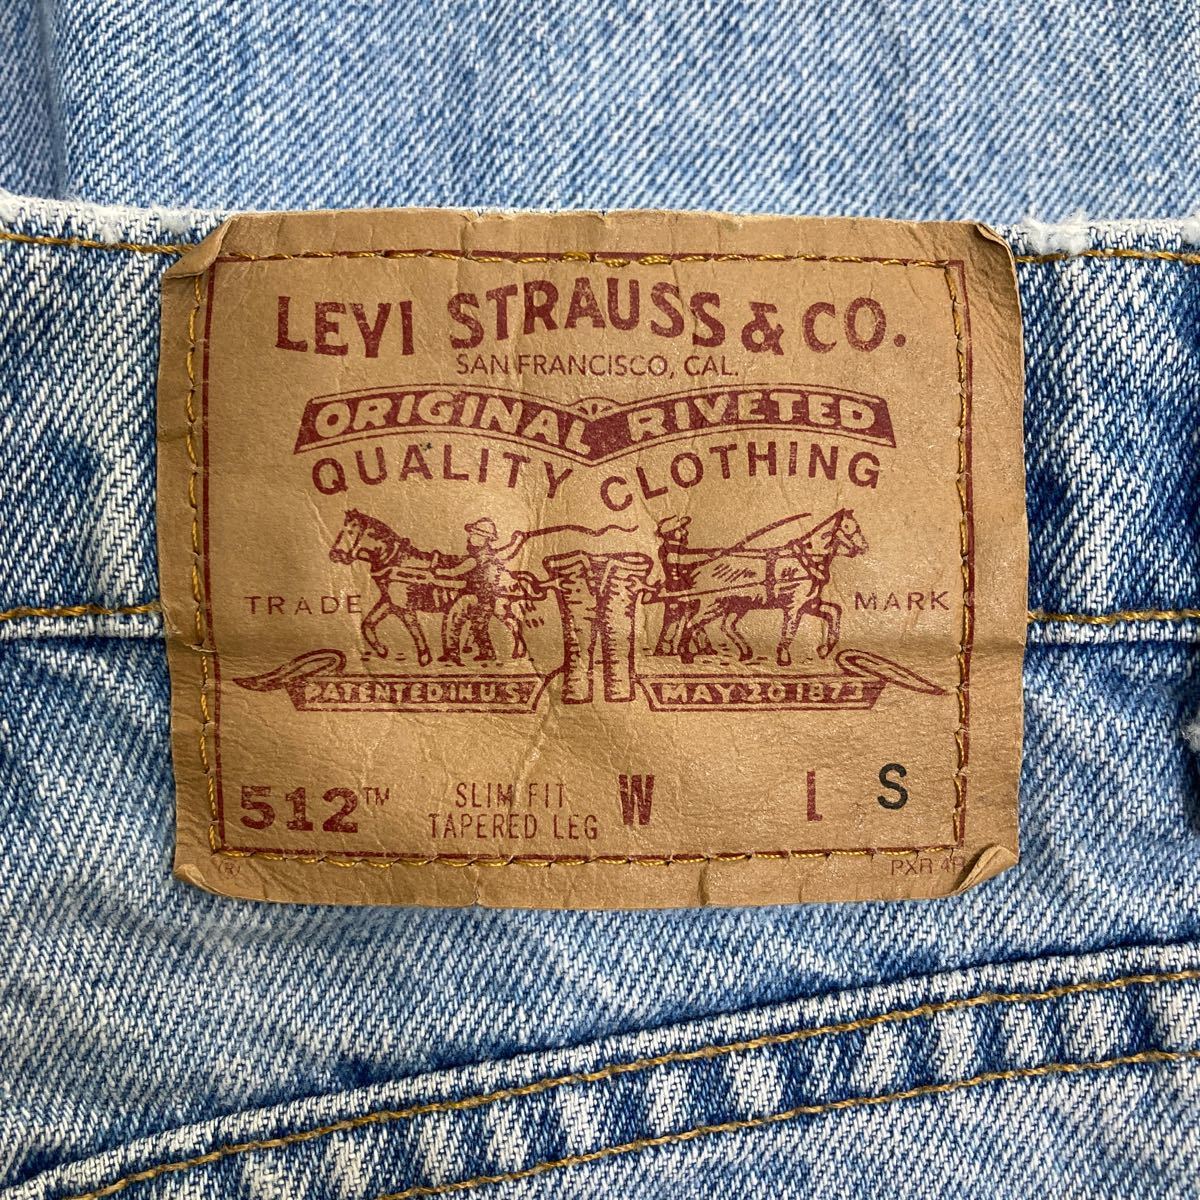 LEVI STRAUSS & CO.
SAN FRANCISCO, CAL.
ORIGINAL RIVETED
QUALITY CLOTHING
TRADE MARK
PATENTED IN U.S. MAY 20 1873
512™ SLIM FIT W L S
TAPERED LEG
®